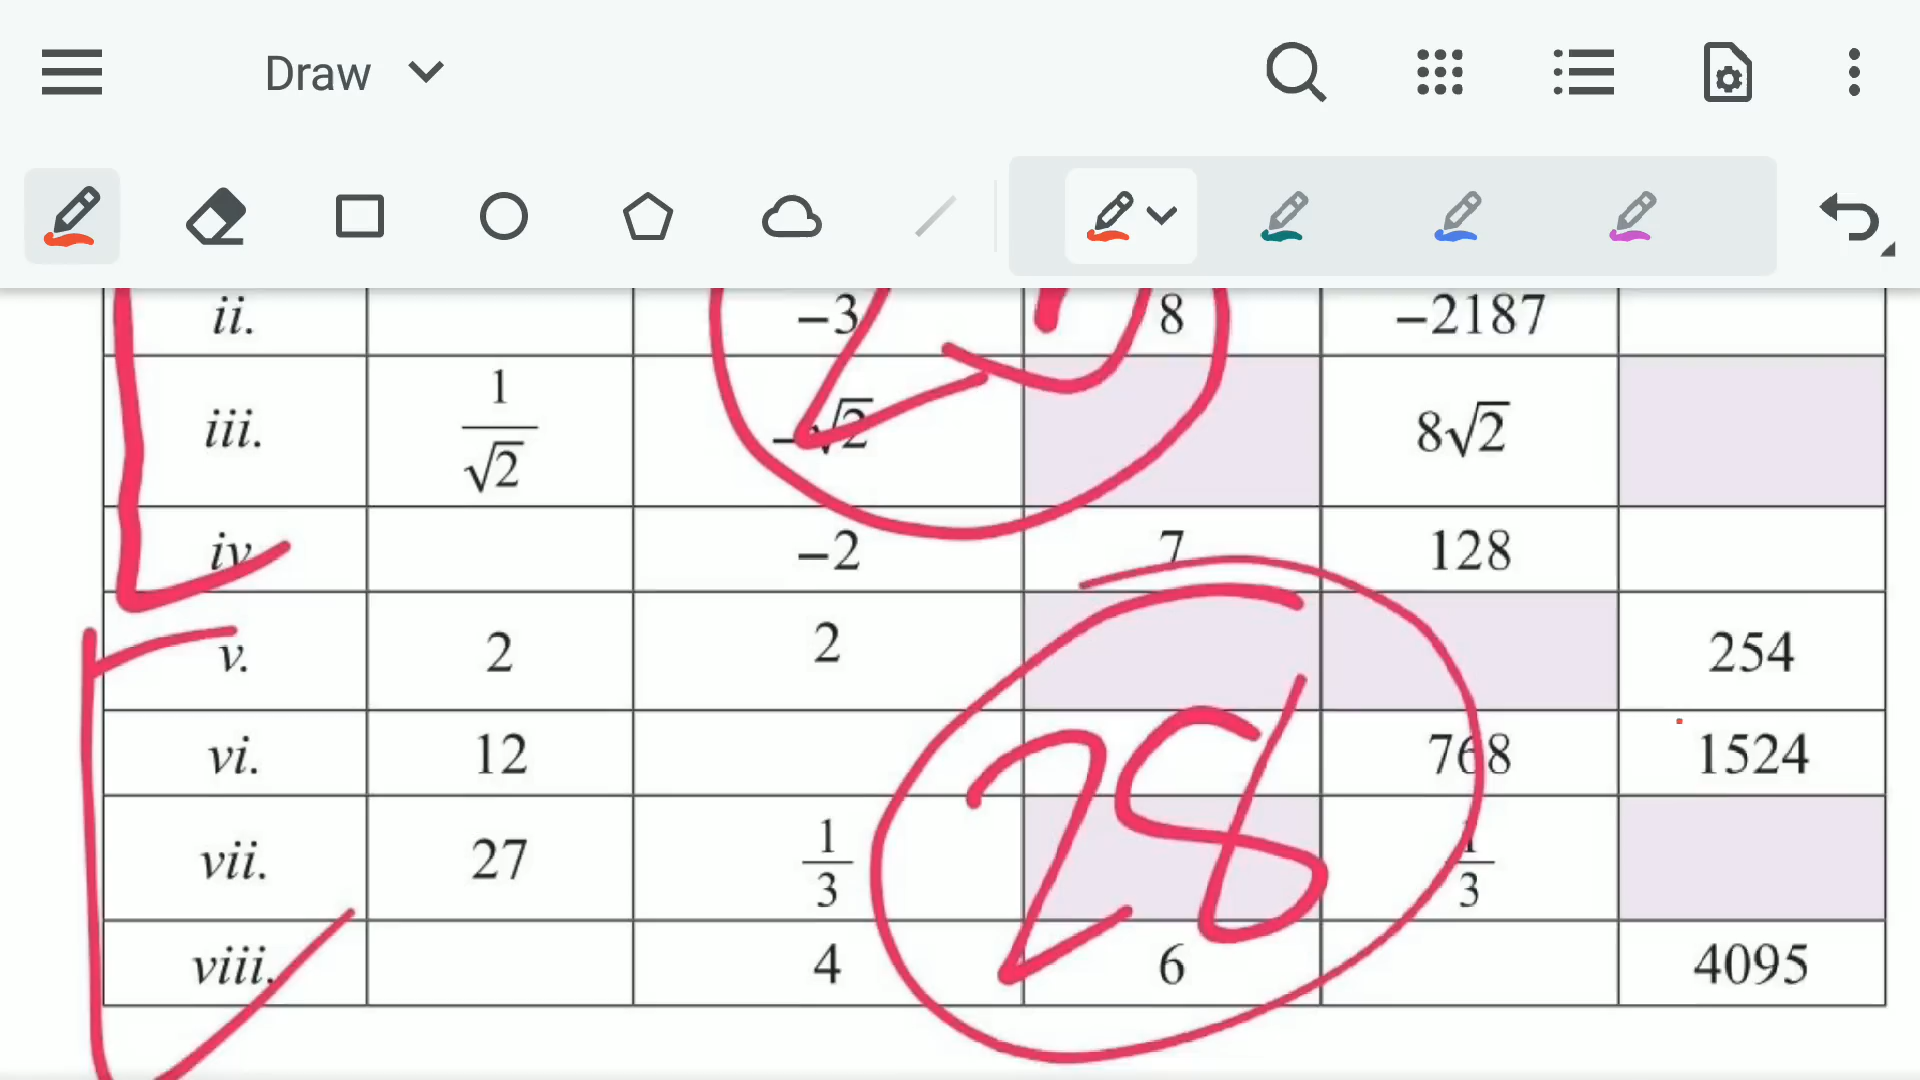 Draw
ii. −3 8 −2187
iii. 1/√2 −√2 8√2
iv. −2 7 128
v. 2 2 254
vi. 12 768 1524
vii. 27 1/3 1/3
viii. 4 6 4095
28